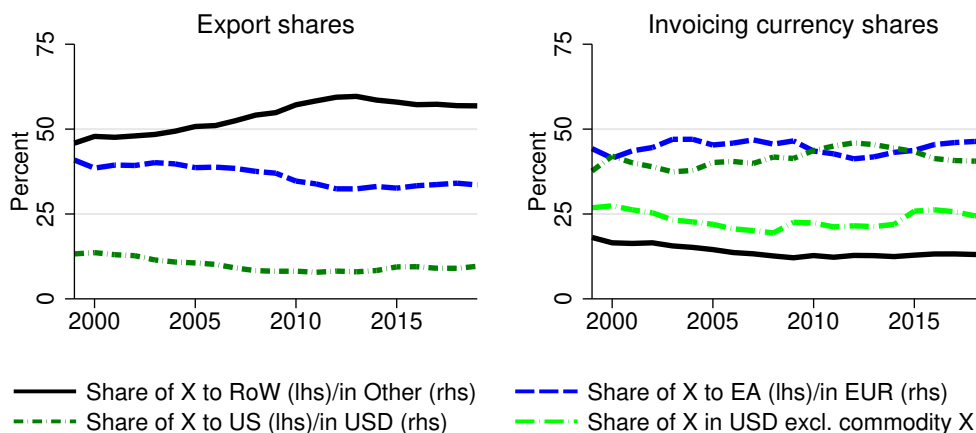 Export shares
Invoicing currency shares
Percent
75
50
25
0
2000 2005 2010 2015
Percent
75
50
25
0
2000 2005 2010 2015
Share of X to RoW (lhs)/in Other (rhs)
Share of X to EA (lhs)/in EUR (rhs)
Share of X to US (lhs)/in USD (rhs)
Share of X in USD excl. commodity X